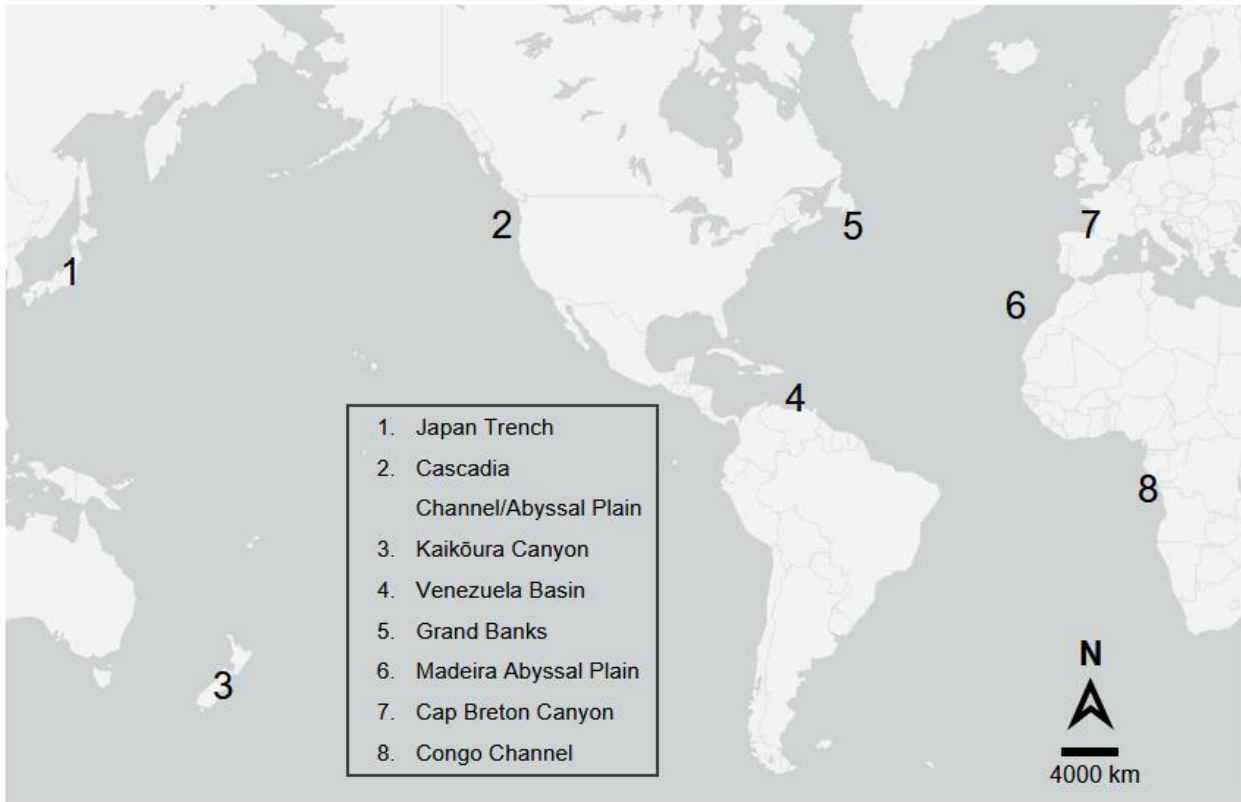 2
5
7
1
6
4
1. Japan Trench
2. Cascadia
Channel/Abyssal Plain
3. Kaikōura Canyon
4. Venezuela Basin
5. Grand Banks
6. Madeira Abyssal Plain
7. Cap Breton Canyon
8. Congo Channel
8
3
N
4000 km